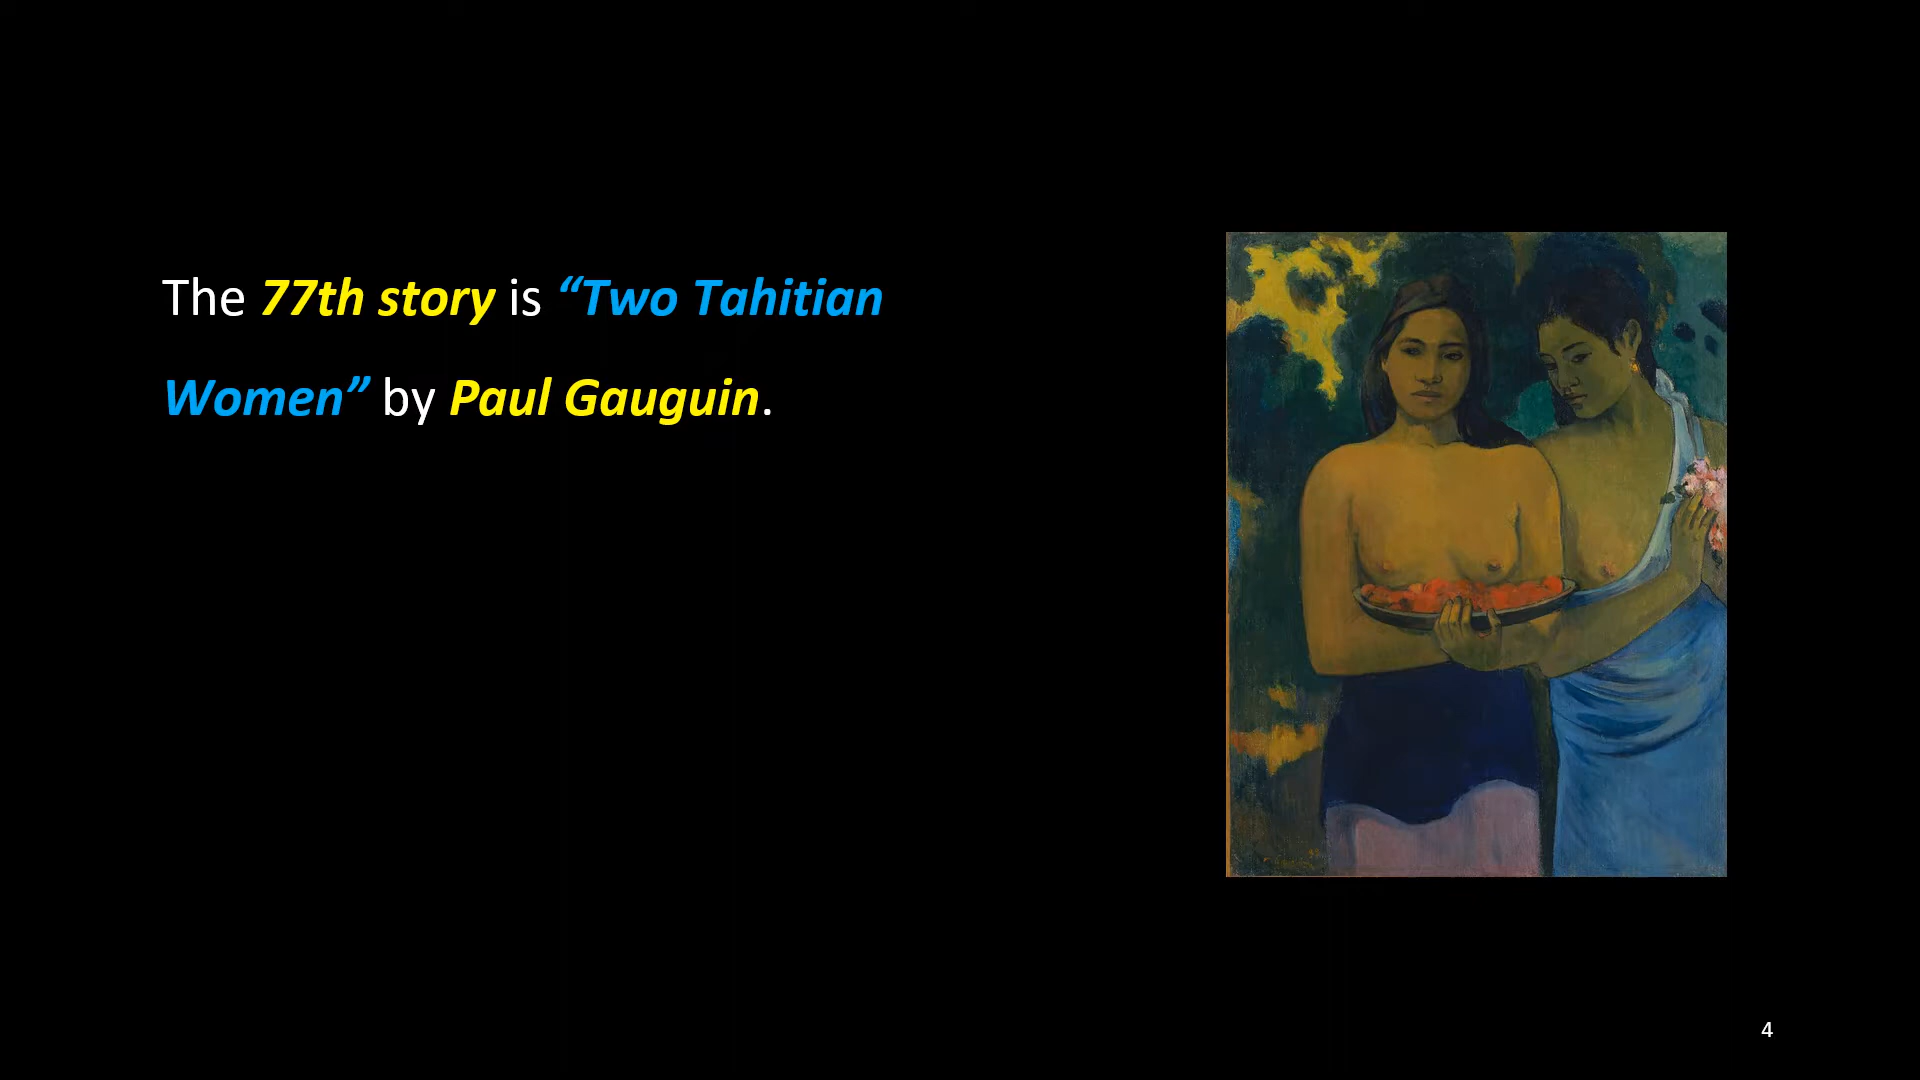 The 77th story is “Two Tahitian
Women” by Paul Gauguin.
4